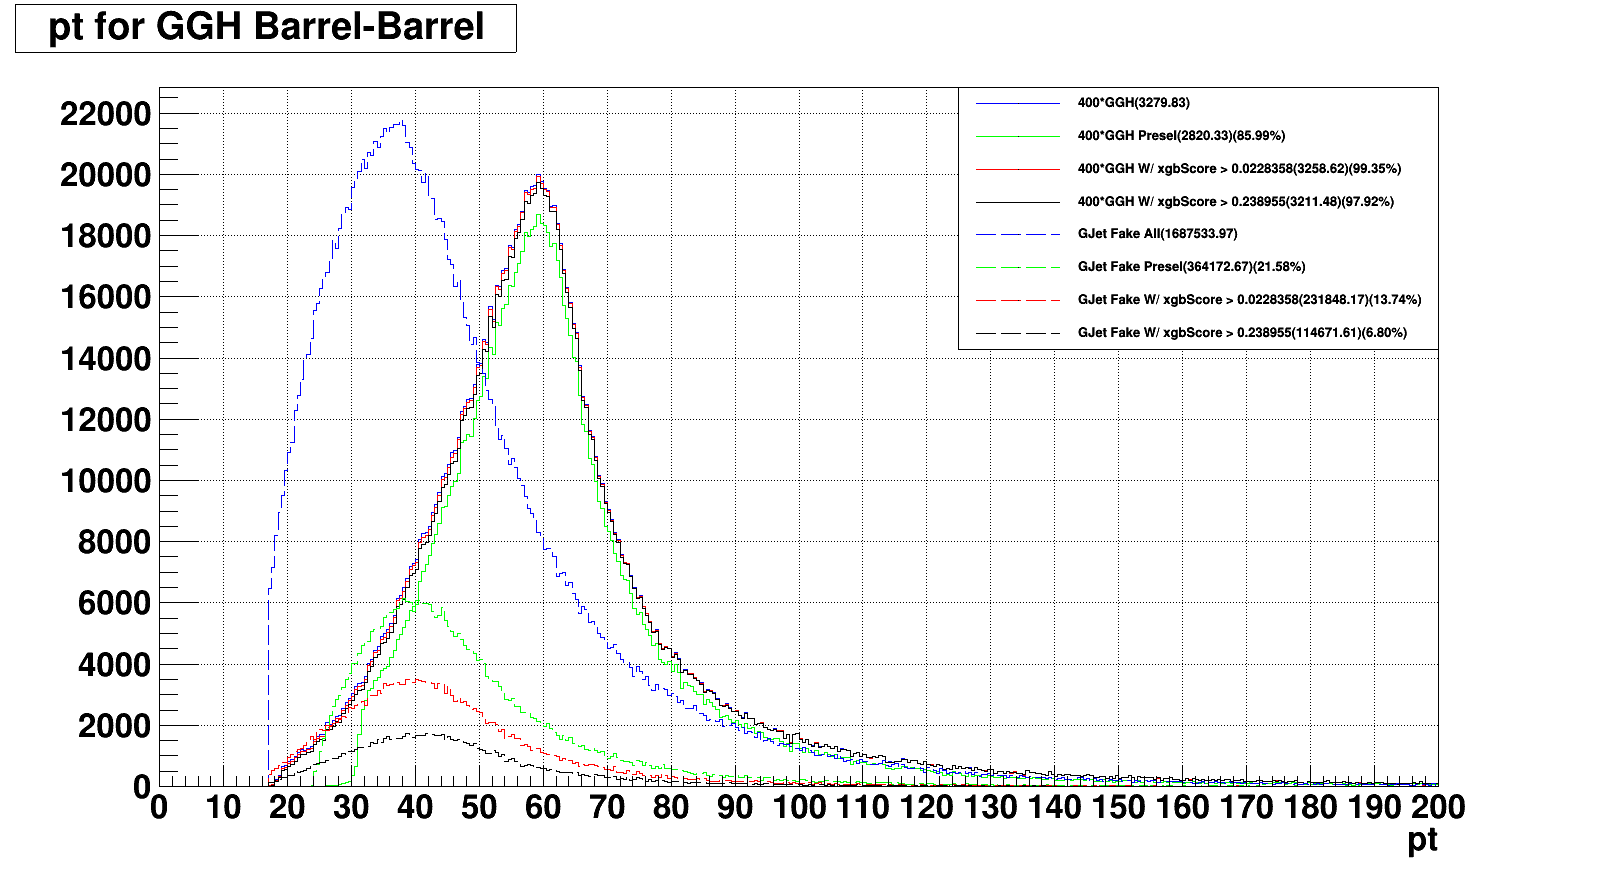 pt for GGH Barrel-Barrel
400*GGH(3279.83)
400*GGH Presel(2820.33)(85.99%)
400*GGH W/ xgbScore > 0.0228358(3258.62)(99.35%)
400*GGH W/ xgbScore > 0.238955(3211.48)(97.92%)
GJet Fake All(1687533.97)
GJet Fake Presel(364172.67)(21.58%)
GJet Fake W/ xgbScore > 0.0228358(231848.17)(13.74%)
GJet Fake W/ xgbScore > 0.238955(114671.61)(6.80%)
22000
20000
18000
16000
14000
12000
10000
8000
6000
4000
2000
0
0 10 20 30 40 50 60 70 80 90 100 110 120 130 140 150 160 170 180 190 200
pt